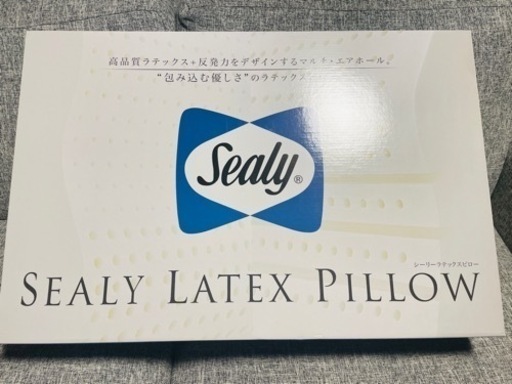 高品質ラテックス+反発力をデザインするマルチ・エアホール。
“包み込む優しさ”のラテックス
Sealy®
シーリーラテックスピロー
SEALY LATEX PILLOW